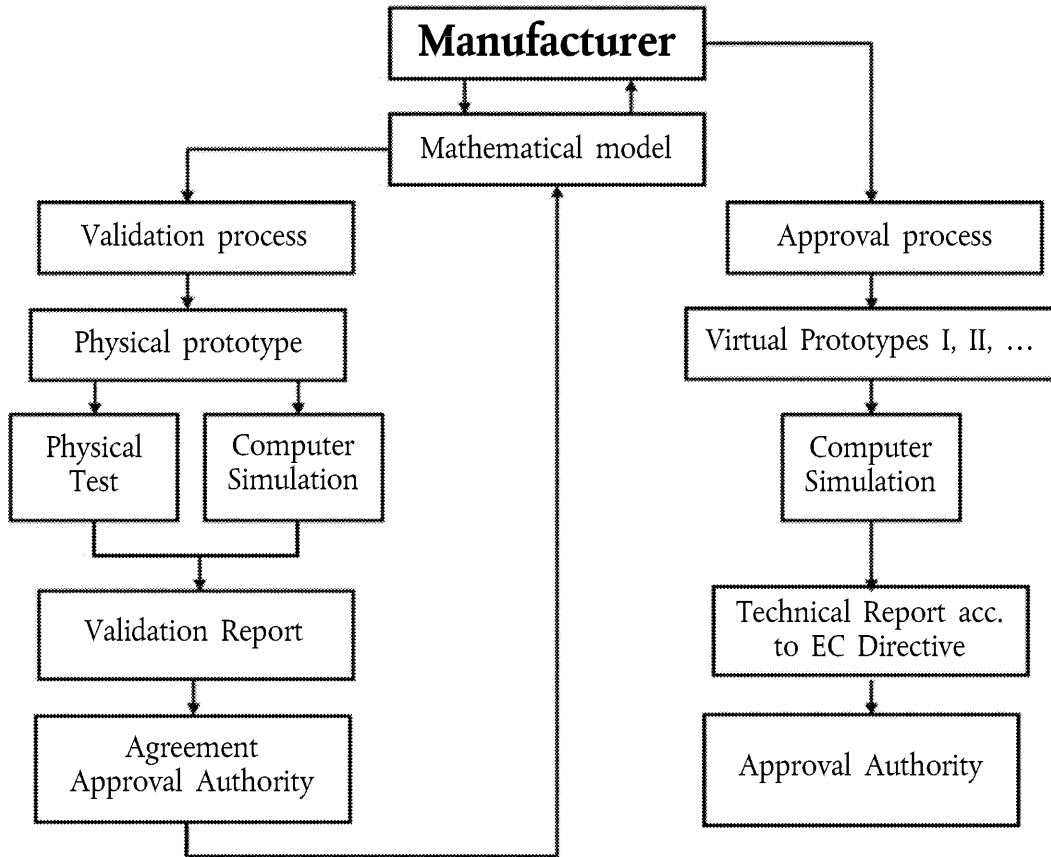 Manufacturer
Mathematical model
Validation process
Approval process
Physical prototype
Virtual Prototypes I, II, …
Physical
Test
Computer
Simulation
Computer
Simulation
Validation Report
Technical Report acc.
to EC Directive
Agreement
Approval Authority
Approval Authority